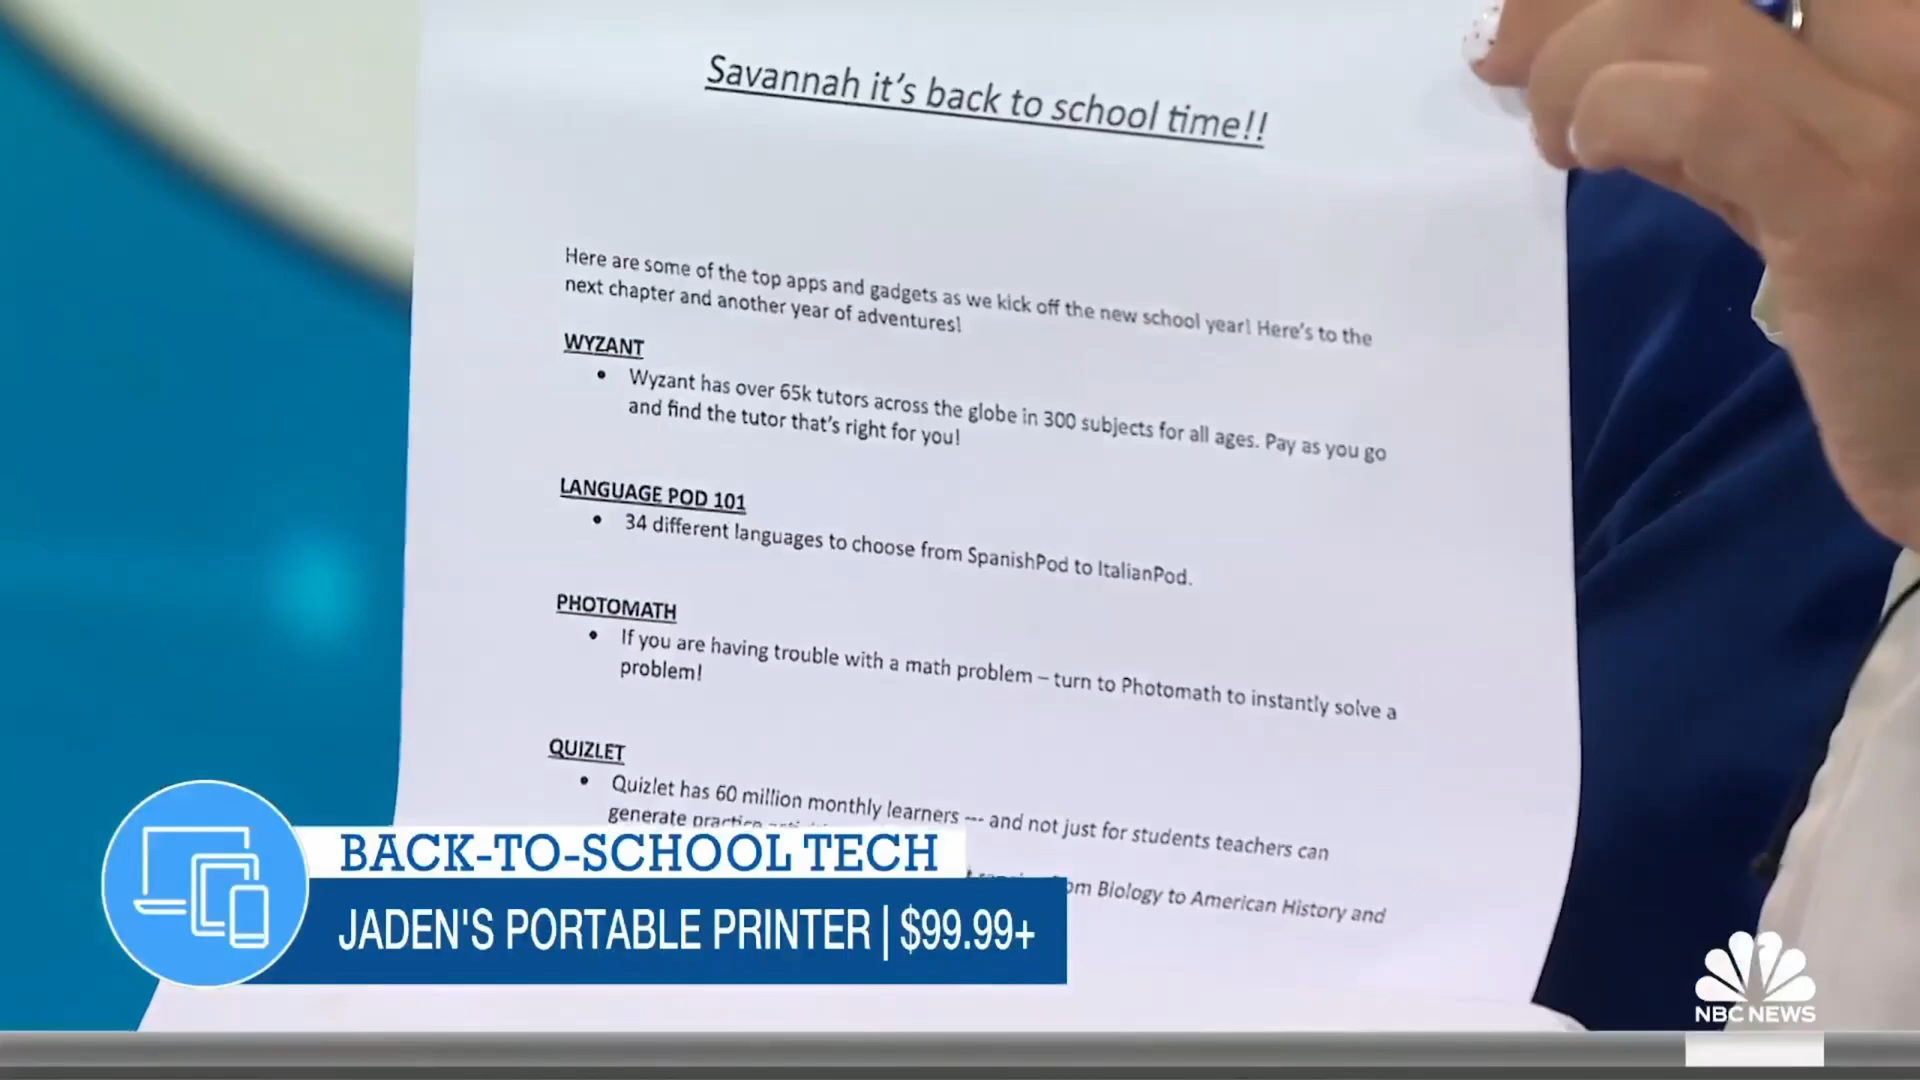 Savannah it's back to school time!!
Here are some of the top apps and gadgets as we kick off the new school year! Here's to the
next chapter and another year of adventures!
WYZANT
• Wyzant has over 65k tutors across the globe in 300 subjects for all ages. Pay as you go
and find the tutor that's right for you!
LANGUAGE POD 101
• 34 different languages to choose from SpanishPod to ItalianPod.
PHOTOMATH
• If you are having trouble with a math problem – turn to Photomath to instantly solve a
problem!
QUIZLET
• Quizlet has 60 million monthly learners --- and not just for students teachers can
generate practice
Biology to American History and
BACK-TO-SCHOOL TECH
JADEN'S PORTABLE PRINTER | $99.99+
NBC NEWS